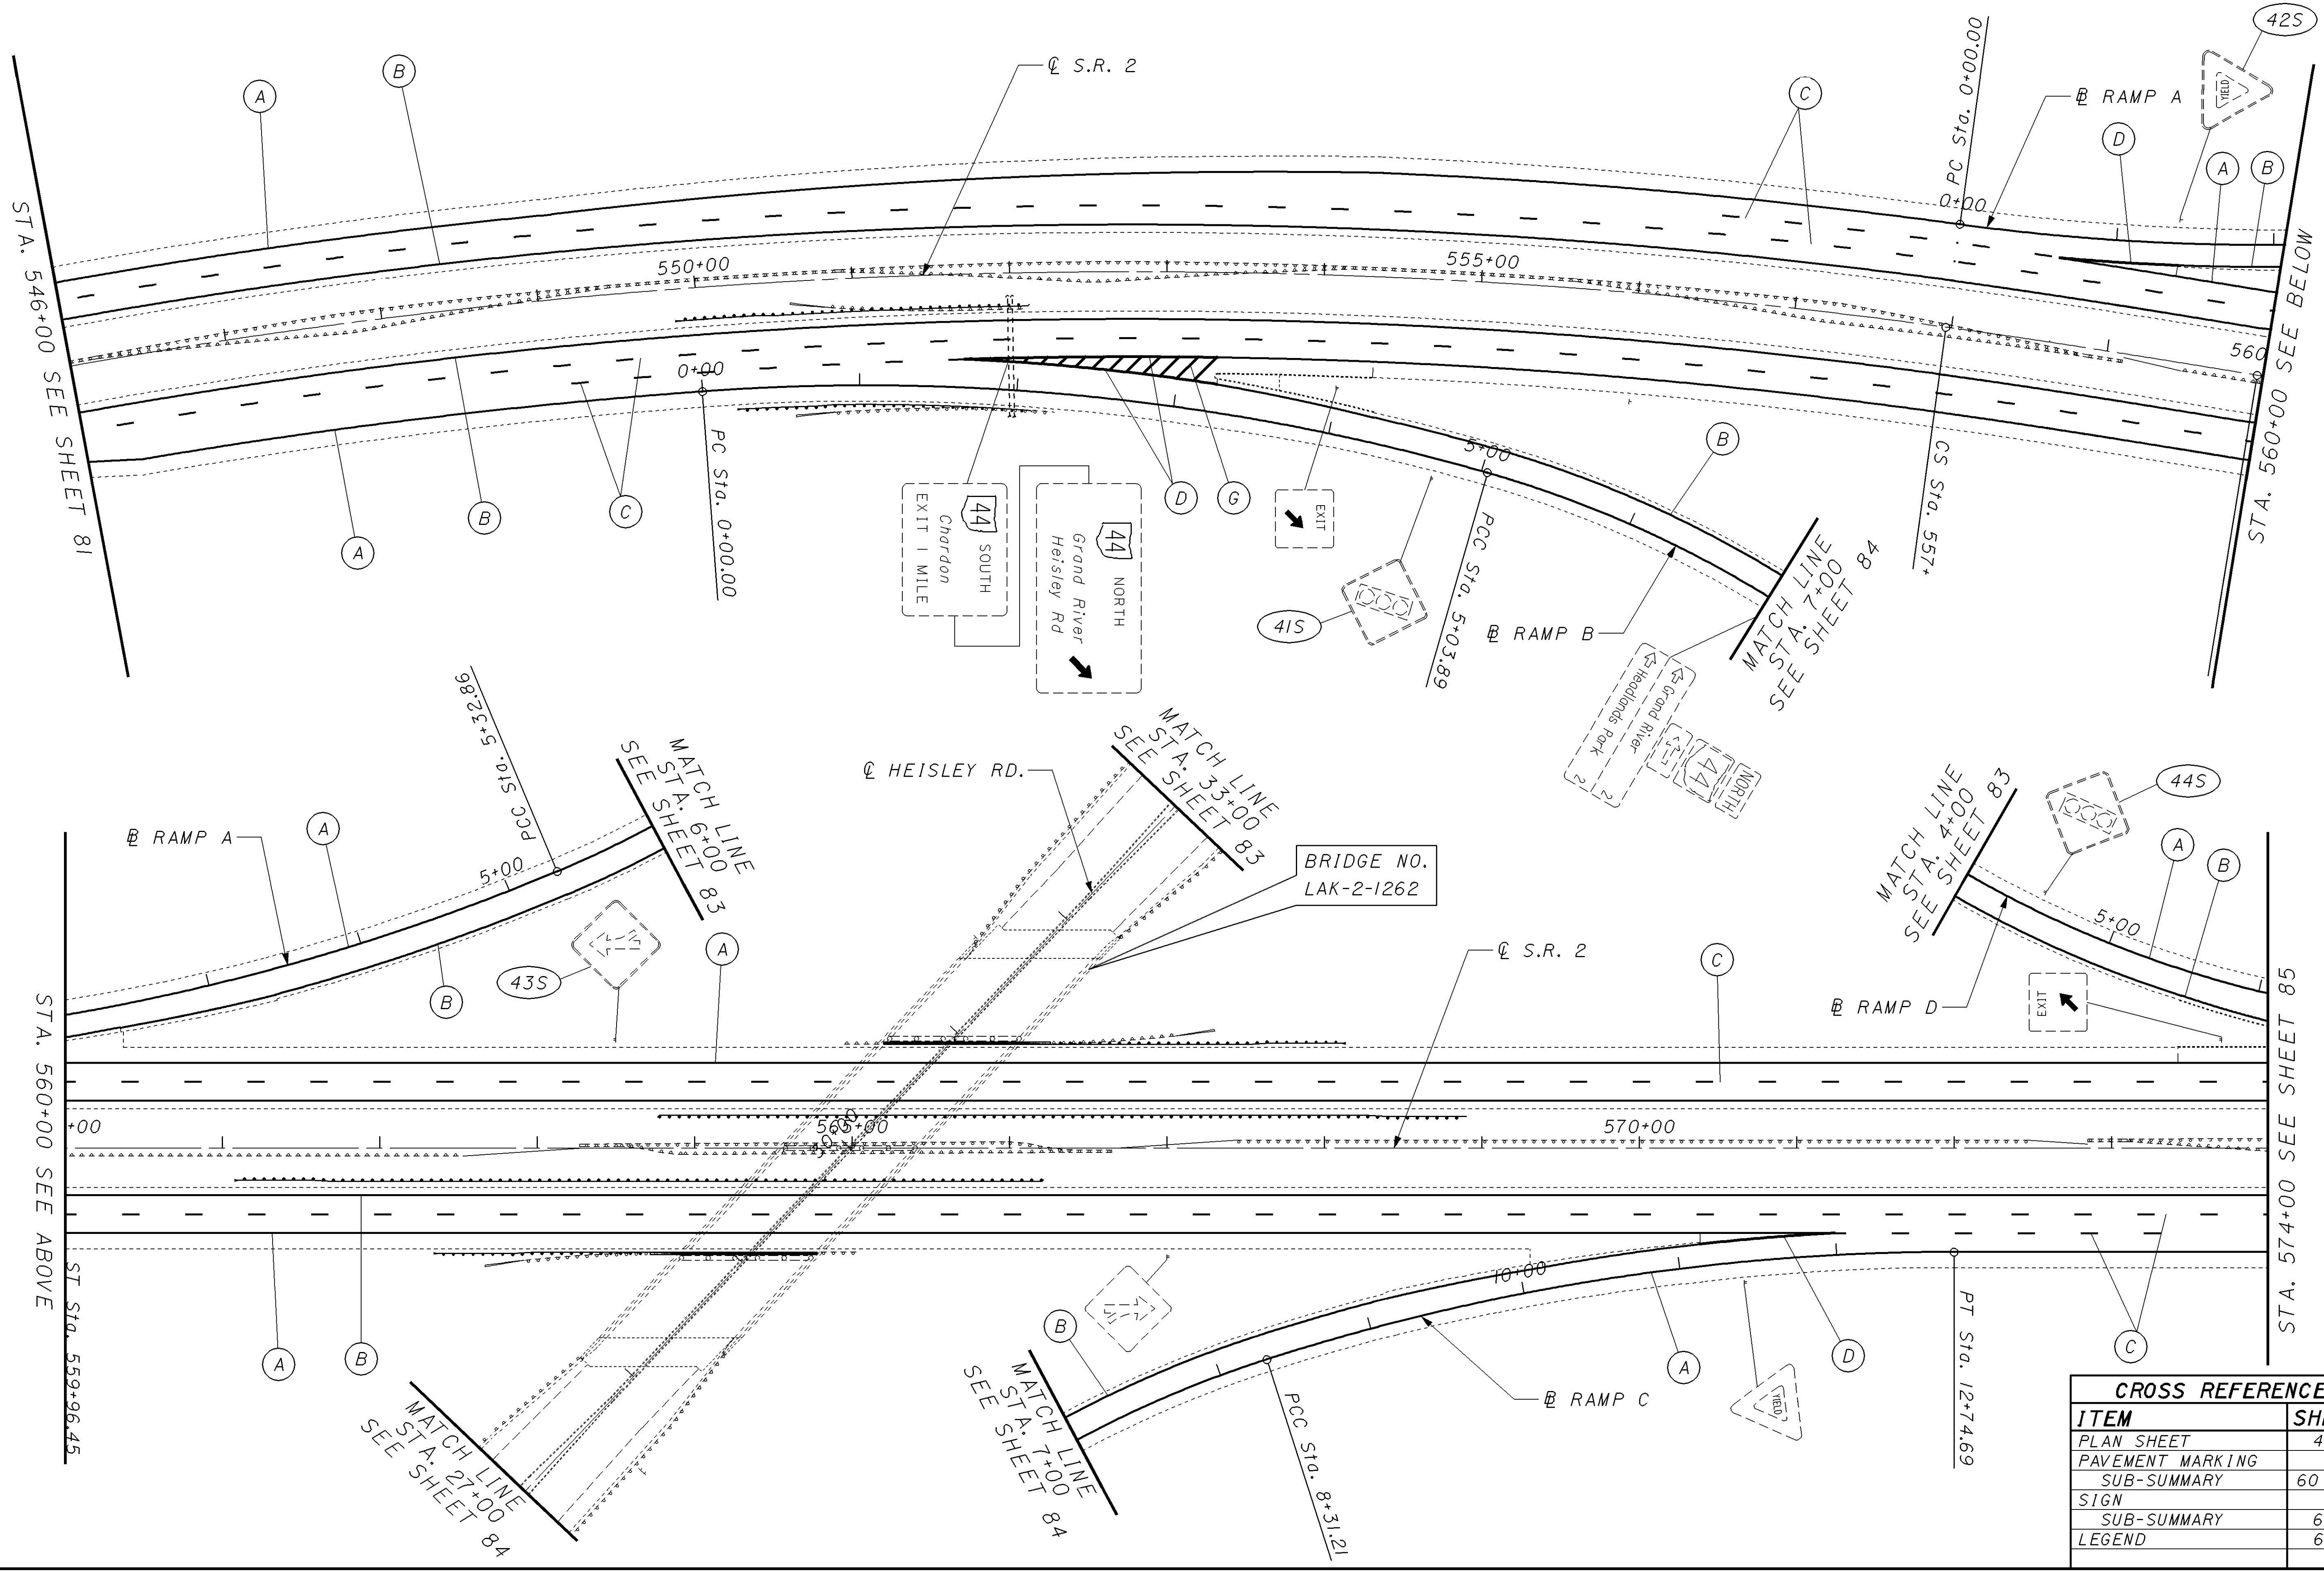 42S
YIELD
PC Sta. 0+00.00
℄ S.R. 2
A
B
C
B RAMP A
D
A
B
0+00
STA. 546+00 SEE SHEET 81
550+00
555+00
560
STA. 560+00 SEE BELOW
0+00
PC Sta. 0+00.00
A
B
C
44 SOUTH
Chardon
EXIT 1 MILE
44 NORTH
Grand River
Heisley Rd
D
G
EXIT
41S
5+00
PCC Sta. 5+03.89
B RAMP B
B
CS Sta. 557+
MATCH LINE
STA. 7+00
SEE SHEET 84
NORTH
44
Grand River 2
Headlands Park 2
PCC Sta. 5+32.86
MATCH LINE
STA. 6+00
SEE SHEET 83
B RAMP A
A
5+00
B
43S
A
℄ HEISLEY RD.
MATCH LINE
STA. 33+00
SEE SHEET 83
BRIDGE NO.
LAK-2-1262
℄ S.R. 2
C
MATCH LINE
STA. 4+00
SEE SHEET 83
44S
A
B
5+00
B RAMP D
EXIT
STA. 560+00 SEE ABOVE
+00
565+00
30+00
570+00
STA. 574+00 SEE SHEET 85
ST Sta. 559+96.45
A
B
MATCH LINE
STA. 27+00
SEE SHEET 84
B
MATCH LINE
STA. 7+00
SEE SHEET 84
10+00
PCC Sta. 8+31.21
B RAMP C
A
YIELD
D
PT Sta. 12+74.69
C
CROSS REFERENCE
ITEM
PLAN SHEET
PAVEMENT MARKING
SUB-SUMMARY 60
SIGN
SUB-SUMMARY
LEGEND